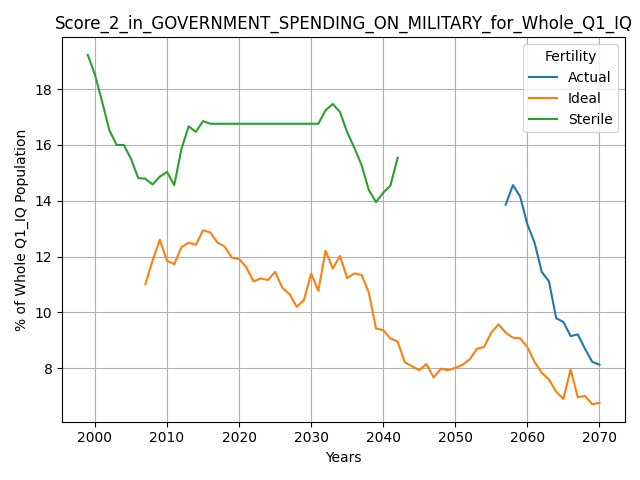 Score_2_in_GOVERNMENT_SPENDING_ON_MILITARY_for_Whole_Q1_IQ
Fertility
Actual
Ideal
Sterile
% of Whole Q1_IQ Population
18
16
14
12
10
8
2000 2010 2020 2030 2040 2050 2060 2070
Years